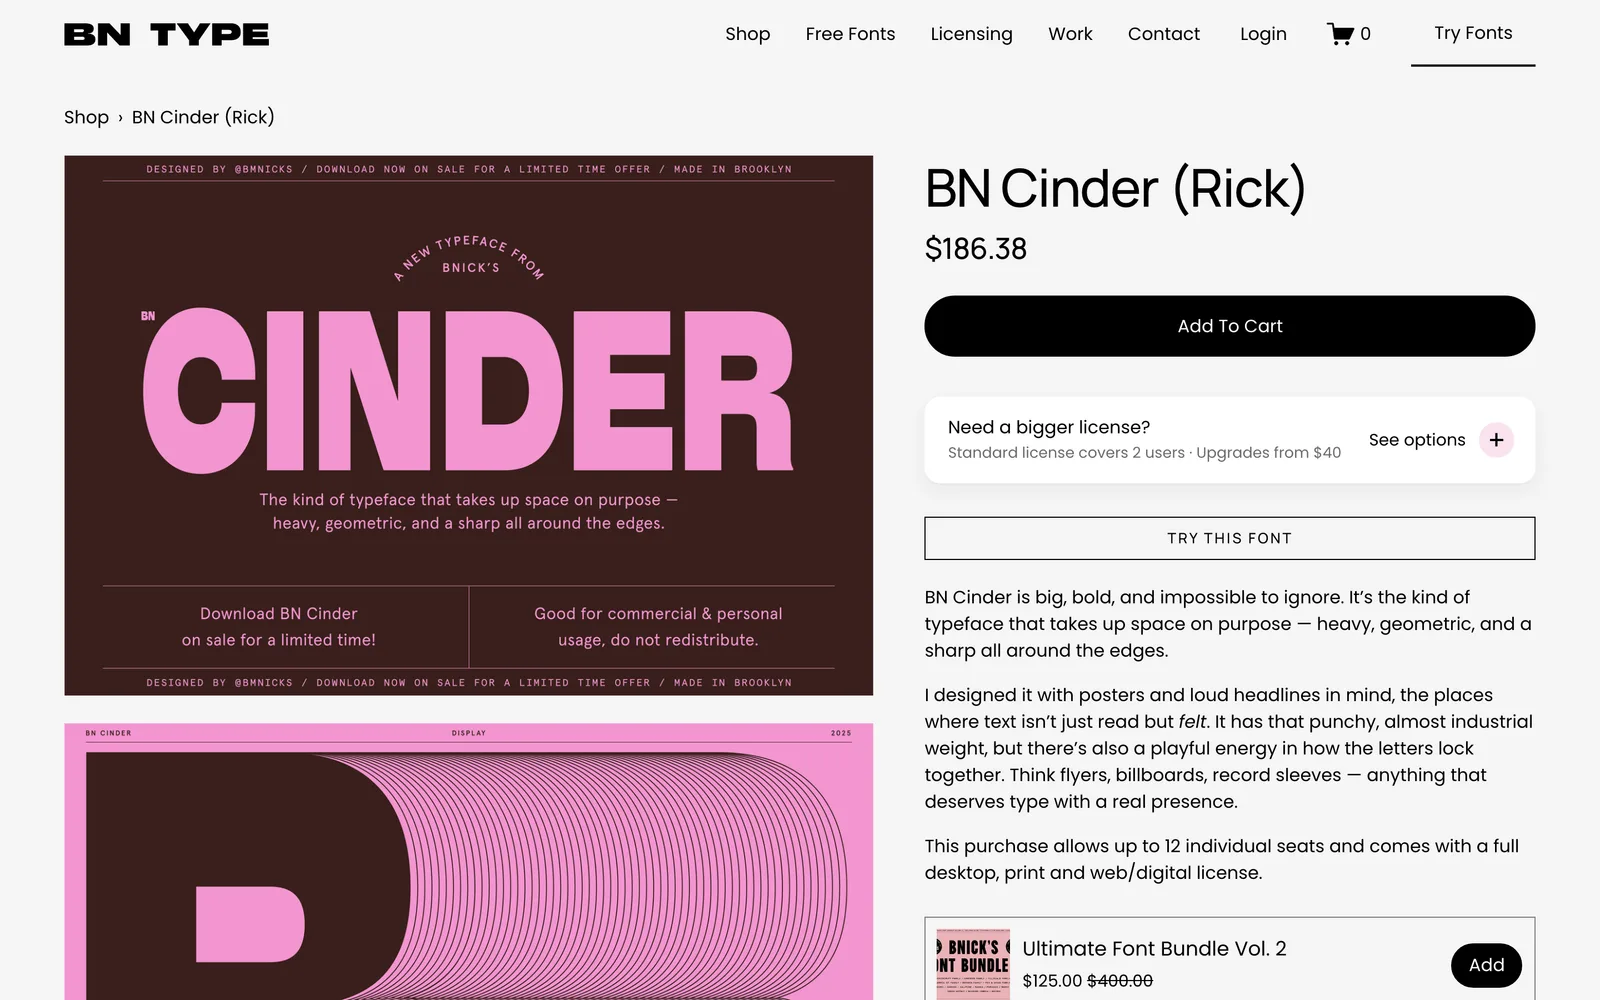 BN TYPE
Shop
Free Fonts
Licensing
Work
Contact
Login
0
Try Fonts
Shop › BN Cinder (Rick)
DESIGNED BY @BMNICKS / DOWNLOAD NOW ON SALE FOR A LIMITED TIME OFFER / MADE IN BROOKLYN
A NEW TYPEFACE FROM
BNICK'S
BN
CINDER
The kind of typeface that takes up space on purpose —
heavy, geometric, and a sharp all around the edges.
Download BN Cinder
on sale for a limited time!
Good for commercial & personal
usage, do not redistribute.
DESIGNED BY @BMNICKS / DOWNLOAD NOW ON SALE FOR A LIMITED TIME OFFER / MADE IN BROOKLYN
BN CINDER
DISPLAY
2025
BN Cinder (Rick)
$186.38
Add To Cart
Need a bigger license?
Standard license covers 2 users · Upgrades from $40
See options +
TRY THIS FONT
BN Cinder is big, bold, and impossible to ignore. It’s the kind of
typeface that takes up space on purpose — heavy, geometric, and a
sharp all around the edges.
I designed it with posters and loud headlines in mind, the places
where text isn’t just read but felt. It has that punchy, almost industrial
weight, but there’s also a playful energy in how the letters lock
together. Think flyers, billboards, record sleeves — anything that
deserves type with a real presence.
This purchase allows up to 12 individual seats and comes with a full
desktop, print and web/digital license.
BNICK'S
FONT BUNDLE
Ultimate Font Bundle Vol. 2
$125.00 $400.00
Add